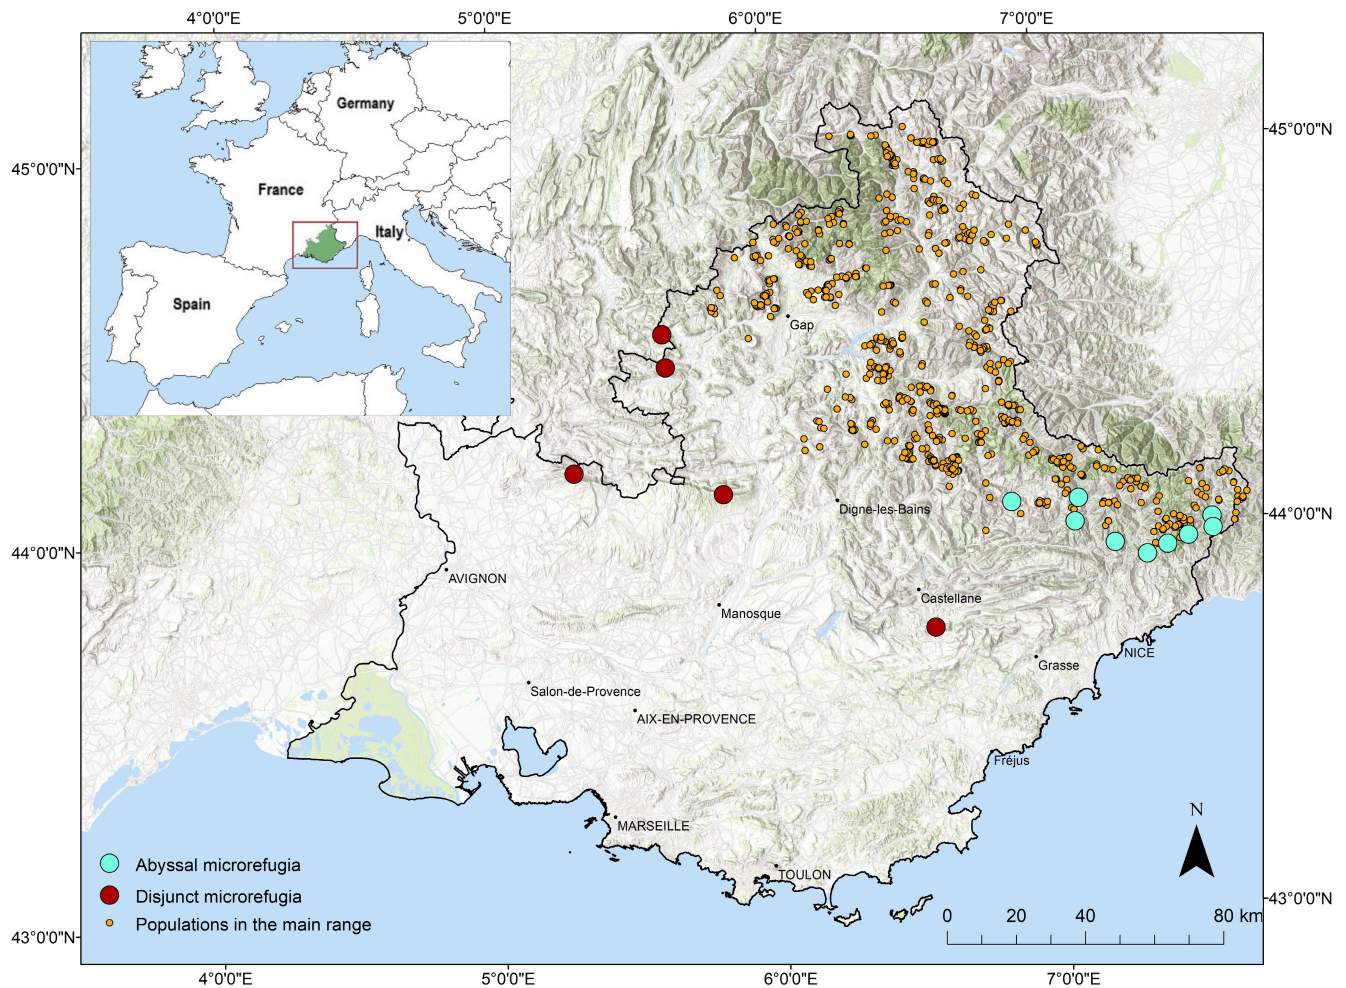 4°0'0"E 5°0'0"E 6°0'0"E 7°0'0"E
Germany
France
Italy
Spain
45°0'0"N
45°0'0"N
Gap
Digne-les-Bains
44°0'0"N
44°0'0"N
AVIGNON
Castellane
Manosque
NICE
Grasse
Salon-de-Provence
AIX-EN-PROVENCE
Fréjus
MARSEILLE
TOULON
N
Abyssal microrefugia
Disjunct microrefugia
Populations in the main range
0 20 40 80 km
43°0'0"N
43°0'0"N
4°0'0"E 5°0'0"E 6°0'0"E 7°0'0"E